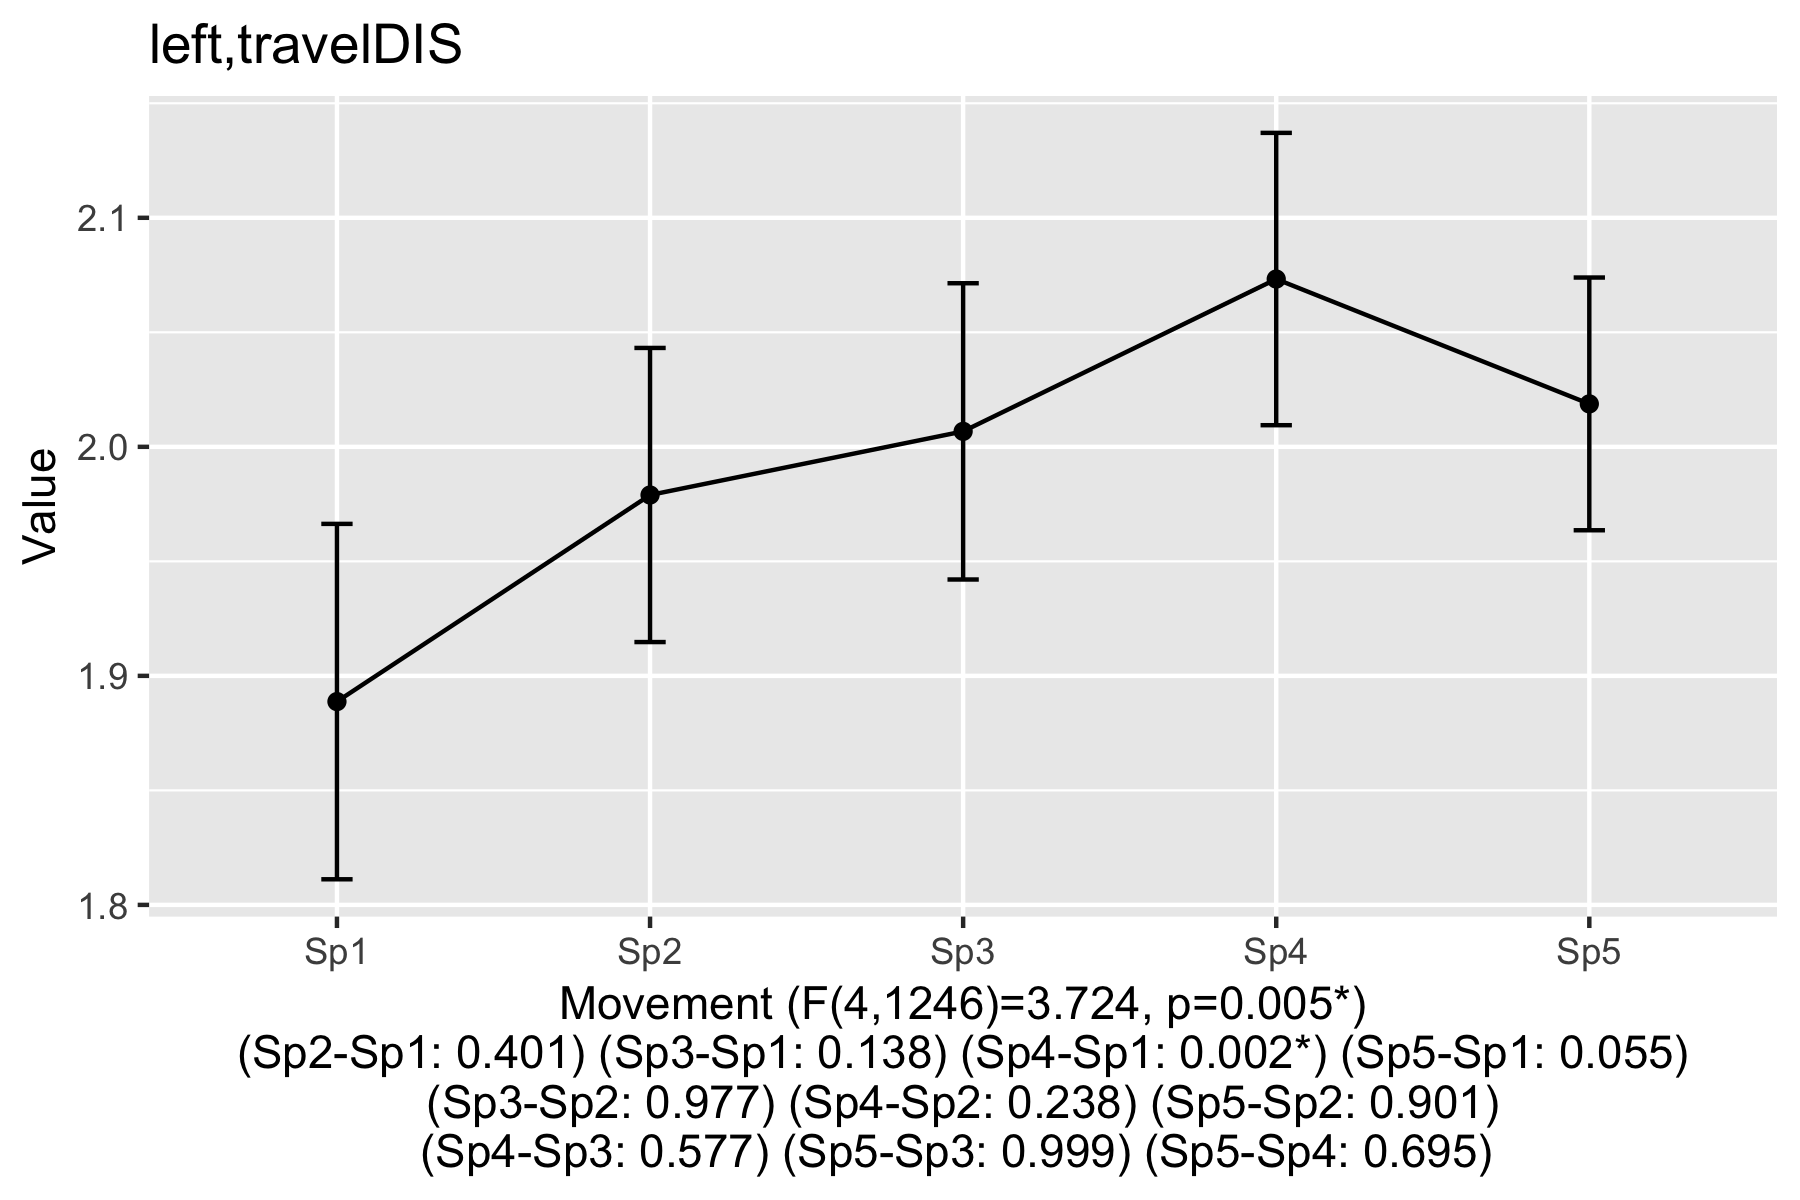 left,travelDIS
Value
2.1
2.0
1.9
1.8
Sp1 Sp2 Sp3 Sp4 Sp5
Movement (F(4,1246)=3.724, p=0.005*)
(Sp2-Sp1: 0.401) (Sp3-Sp1: 0.138) (Sp4-Sp1: 0.002*) (Sp5-Sp1: 0.055)
(Sp3-Sp2: 0.977) (Sp4-Sp2: 0.238) (Sp5-Sp2: 0.901)
(Sp4-Sp3: 0.577) (Sp5-Sp3: 0.999) (Sp5-Sp4: 0.695)